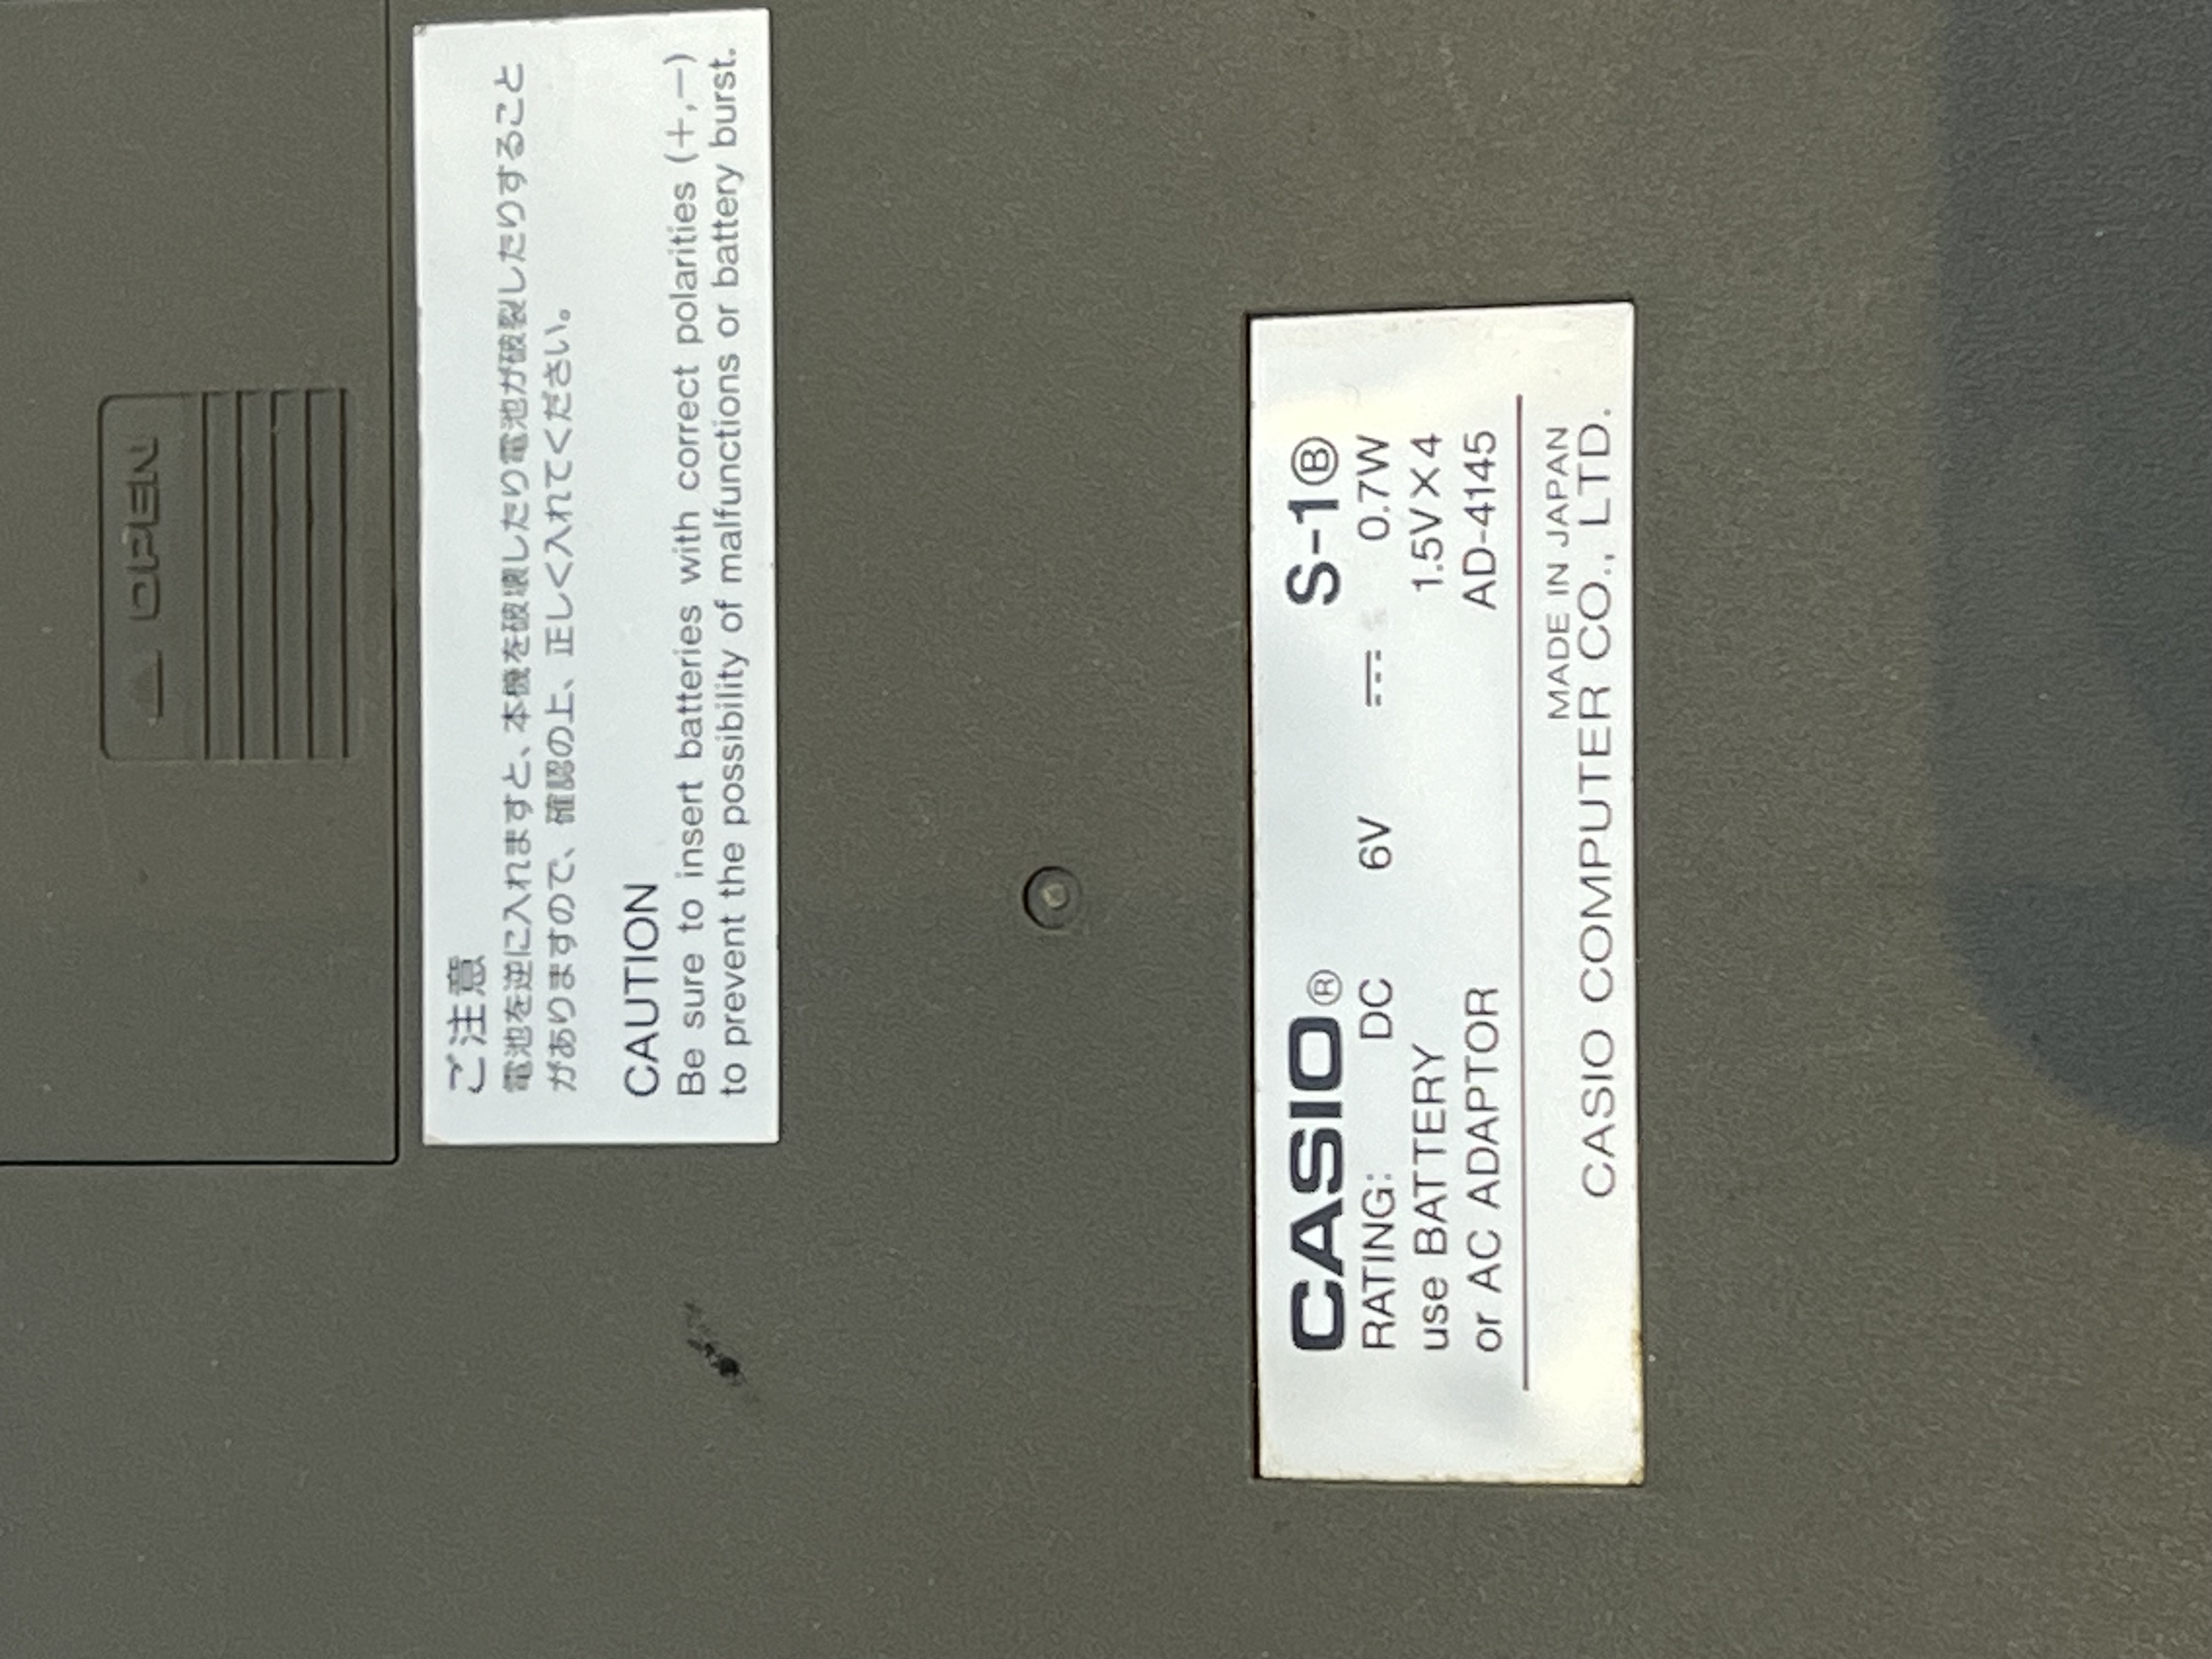 OPEN
ご注意
電池を逆に入れますと、本機を破壊したり電池が破裂したりすること
がありますので、確認の上、正しく入れてください。
CAUTION
Be sure to insert batteries with correct polarities (+,−)
to prevent the possibility of malfunctions or battery burst.
CASIO® S-1Ⓑ
RATING: DC 6V ⎓ 0.7W
use BATTERY 1.5V×4
or AC ADAPTOR AD-4145
MADE IN JAPAN
CASIO COMPUTER CO., LTD.